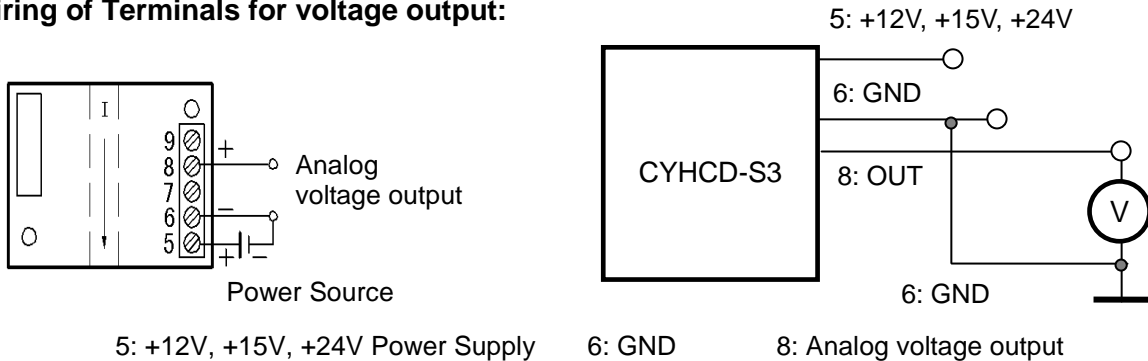 iring of Terminals for voltage output:
5: +12V, +15V, +24V
I
9
8
7
6
5
+
−
+
−
Analog
voltage output
Power Source
6: GND
CYHCD-S3
8: OUT
V
6: GND
5: +12V, +15V, +24V Power Supply 6: GND 8: Analog voltage output